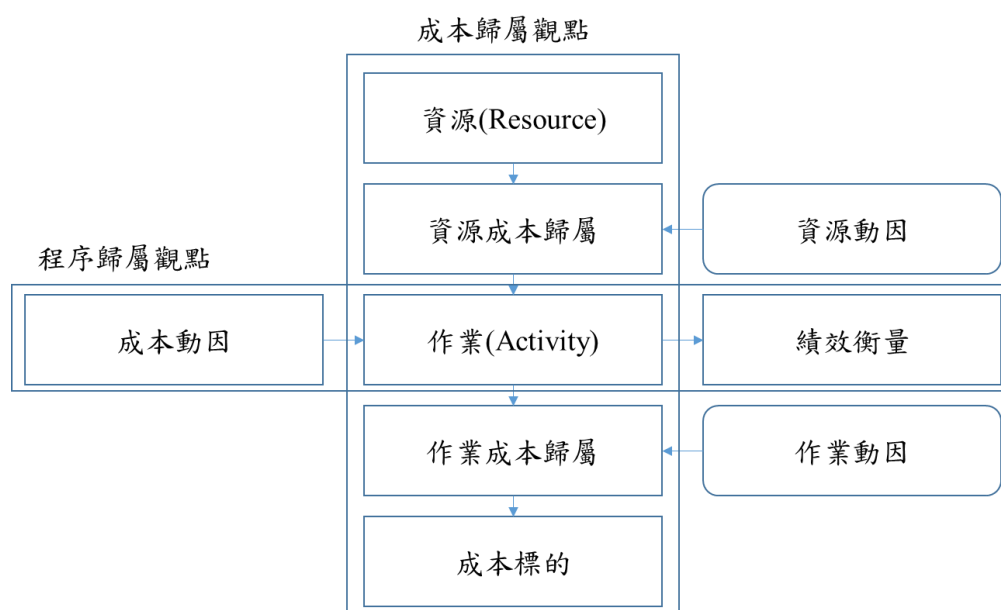 成本歸屬觀點
資源(Resource)
資源成本歸屬
資源動因
程序歸屬觀點
成本動因
作業(Activity)
績效衡量
作業成本歸屬
作業動因
成本標的